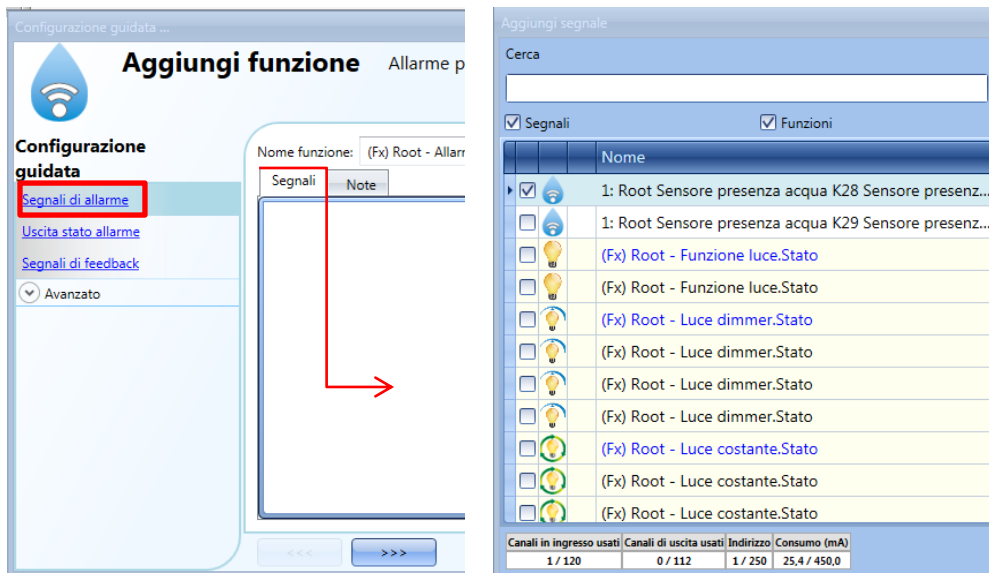 Configurazione guidata ...
Aggiungi funzione Allarme p
Configurazione
guidata
Segnali di allarme
Uscita stato allarme
Segnali di feedback
Avanzato
Nome funzione: (Fx) Root - Allarr
Segnali Note
<<< >>>
Aggiungi segnale
Cerca
Segnali Funzioni
Nome
1: Root Sensore presenza acqua K28 Sensore presenz...
1: Root Sensore presenza acqua K29 Sensore presenz...
(Fx) Root - Funzione luce.Stato
(Fx) Root - Funzione luce.Stato
(Fx) Root - Luce dimmer.Stato
(Fx) Root - Luce dimmer.Stato
(Fx) Root - Luce dimmer.Stato
(Fx) Root - Luce dimmer.Stato
(Fx) Root - Luce costante.Stato
(Fx) Root - Luce costante.Stato
(Fx) Root - Luce costante.Stato
Canali in ingresso usati Canali di uscita usati Indirizzo Consumo (mA)
1 / 120 0 / 112 1 / 250 25,4 / 450,0